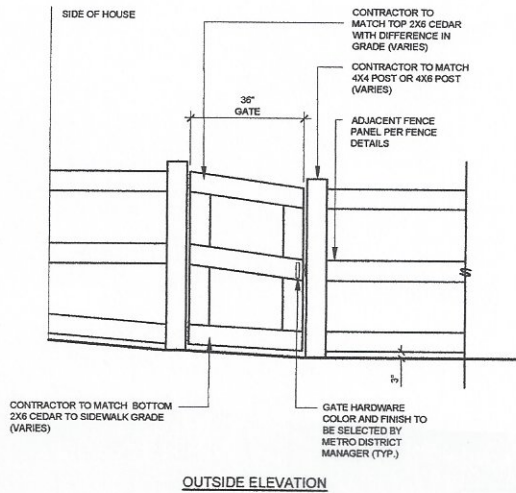 SIDE OF HOUSE
CONTRACTOR TO
MATCH TOP 2X6 CEDAR
WITH DIFFERENCE IN
GRADE (VARIES)
CONTRACTOR TO MATCH
4X4 POST OR 4X6 POST
(VARIES)
36"
GATE
ADJACENT FENCE
PANEL PER FENCE
DETAILS
3"
CONTRACTOR TO MATCH BOTTOM
2X6 CEDAR TO SIDEWALK GRADE
(VARIES)
GATE HARDWARE
COLOR AND FINISH TO
BE SELECTED BY
METRO DISTRICT
MANAGER (TYP.)
OUTSIDE ELEVATION